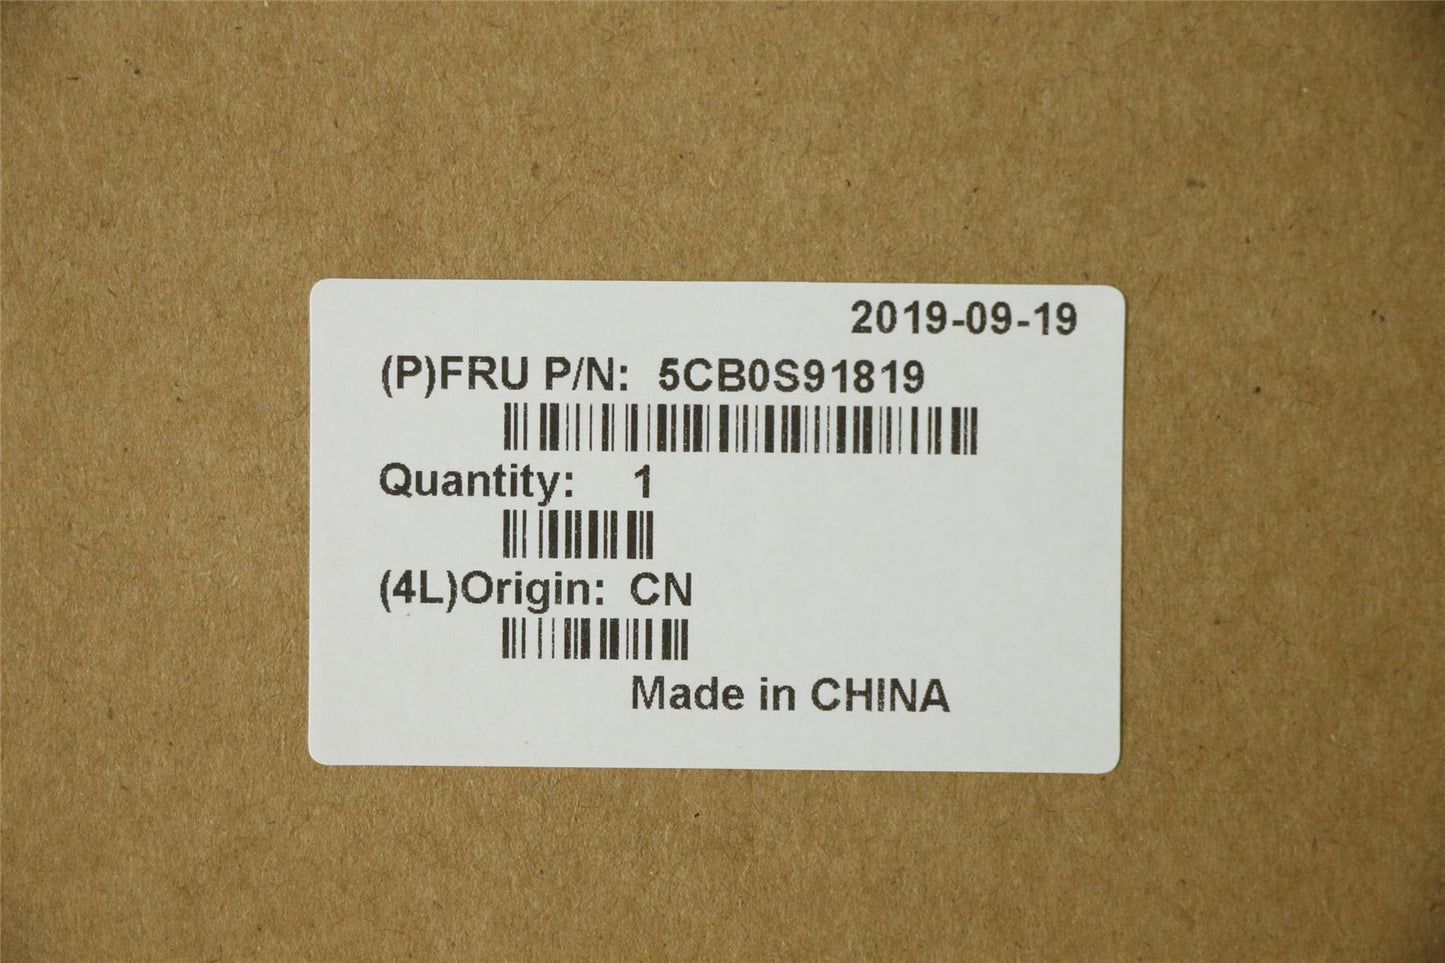 2019-09-19
(P)FRU P/N: 5CB0S91819
Quantity: 1
(4L)Origin: CN
Made in CHINA